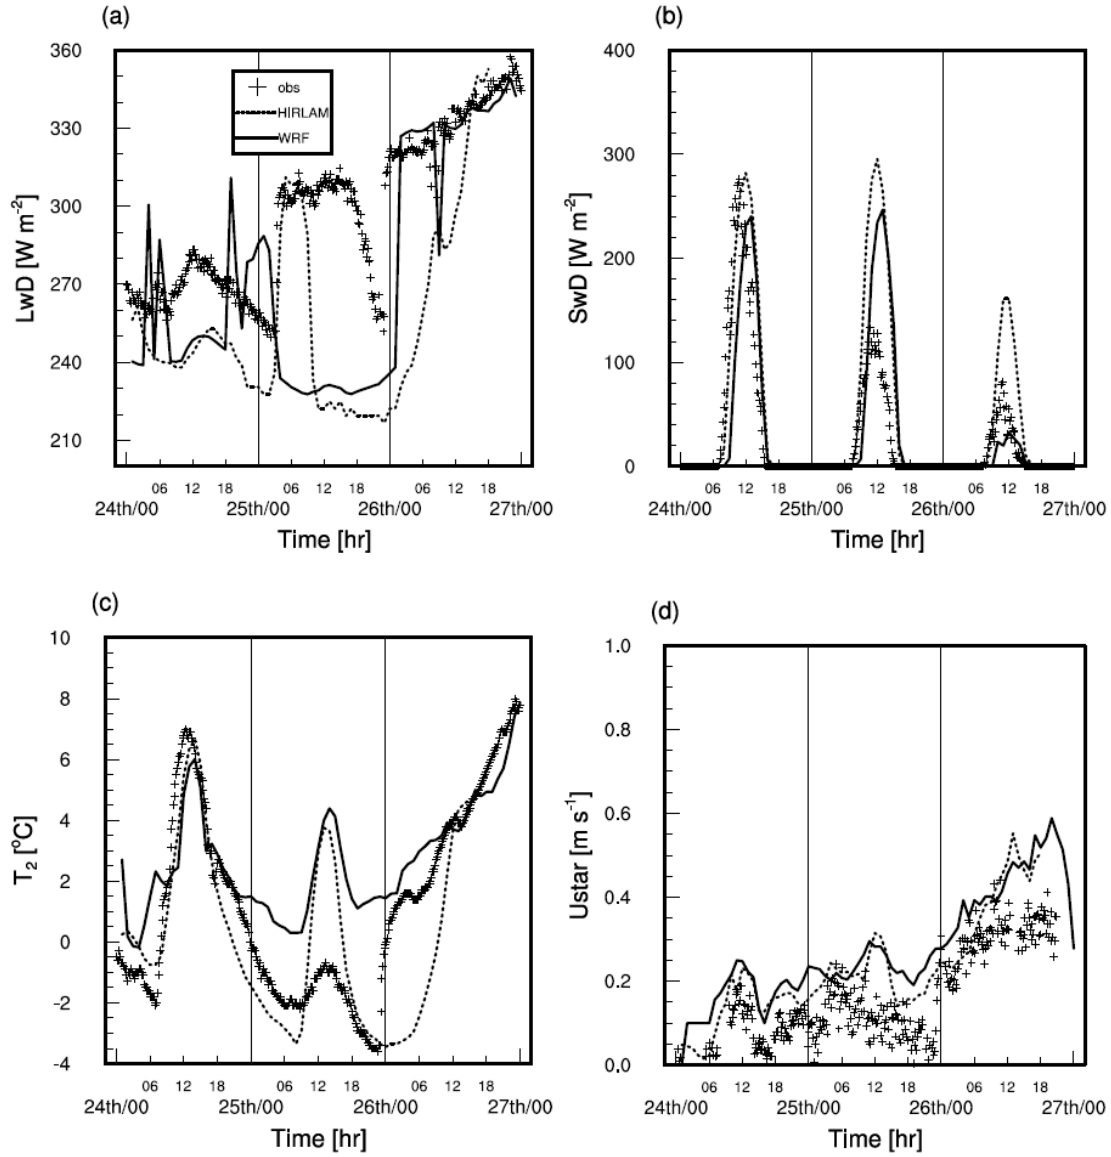 (a)
360
330
300
270
240
210
LwD [W m⁻²]
obs
HIRLAM
WRF
06 12 18 06 12 18 06 12 18
24th/00 25th/00 26th/00 27th/00
Time [hr]
(b)
400
300
200
100
0
SwD [W m⁻²]
06 12 18 06 12 18 06 12 18
24th/00 25th/00 26th/00 27th/00
Time [hr]
(c)
10
8
6
4
2
0
-2
-4
T₂ [⁰C]
06 12 18 06 12 18 06 12 18
24th/00 25th/00 26th/00 27th/00
Time [hr]
(d)
1.0
0.8
0.6
0.4
0.2
0.0
Ustar [m s⁻¹]
06 12 18 06 12 18 06 12 18
24th/00 25th/00 26th/00 27th/00
Time [hr]